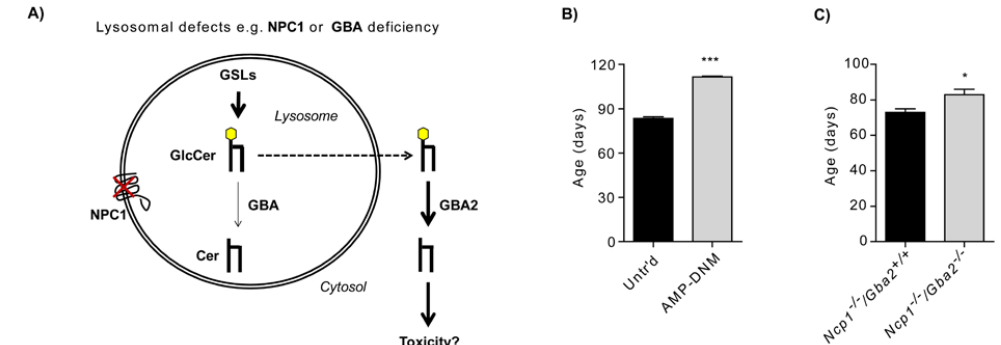 A)
Lysosomal defects e.g. NPC1 or GBA deficiency
GSLs
Lysosome
GlcCer
NPC1
GBA
GBA2
Cer
Cytosol
Toxicity?
B)
120
90
60
30
0
Age (days)
***
Untr'd
AMP-DNM
C)
100
80
60
40
20
0
Age (days)
*
Ncp1-/-/Gba2+/+
Ncp1-/-/Gba2-/-